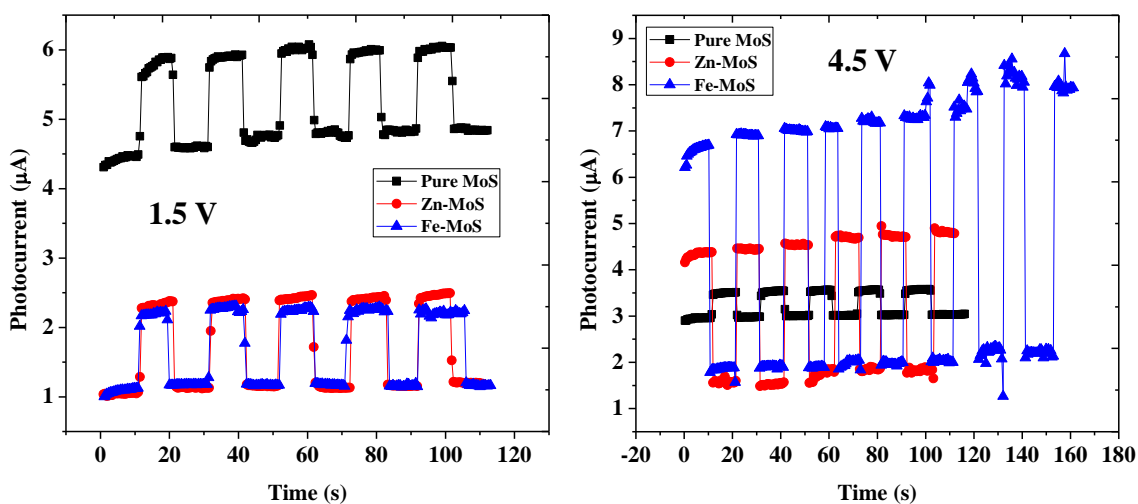 6
5
4
3
2
1
Photocurrent (µA)
0
20
40
60
80
100
120
Time (s)
1.5 V
Pure MoS
Zn-MoS
Fe-MoS
9
8
7
6
5
4
3
2
1
Photocurrent (µA)
-20
0
20
40
60
80
100
120
140
160
180
Time (s)
Pure MoS
Zn-MoS
Fe-MoS
4.5 V